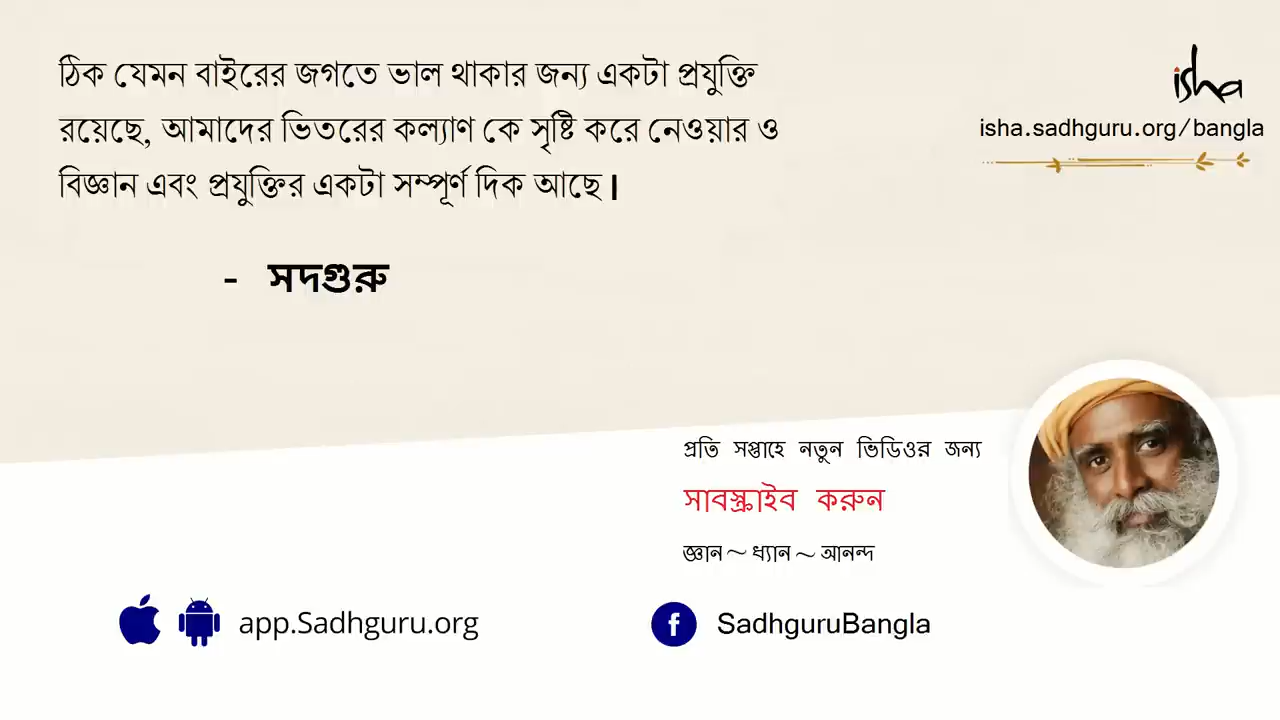 ঠিক যেমন বাইরের জগতে ভাল থাকার জন্য একটা প্রযুক্তি
রয়েছে, আমাদের ভিতরের কল্যাণ কে সৃষ্টি করে নেওয়ার ও
বিজ্ঞান এবং প্রযুক্তির একটা সম্পূর্ণ দিক আছে।
- সদগুরু
isha
isha.sadhguru.org/bangla
প্রতি সপ্তাহে নতুন ভিডিওর জন্য
সাবস্ক্রাইব করুন
জ্ঞান ~ ধ্যান ~ আনন্দ
app.Sadhguru.org
f SadhguruBangla